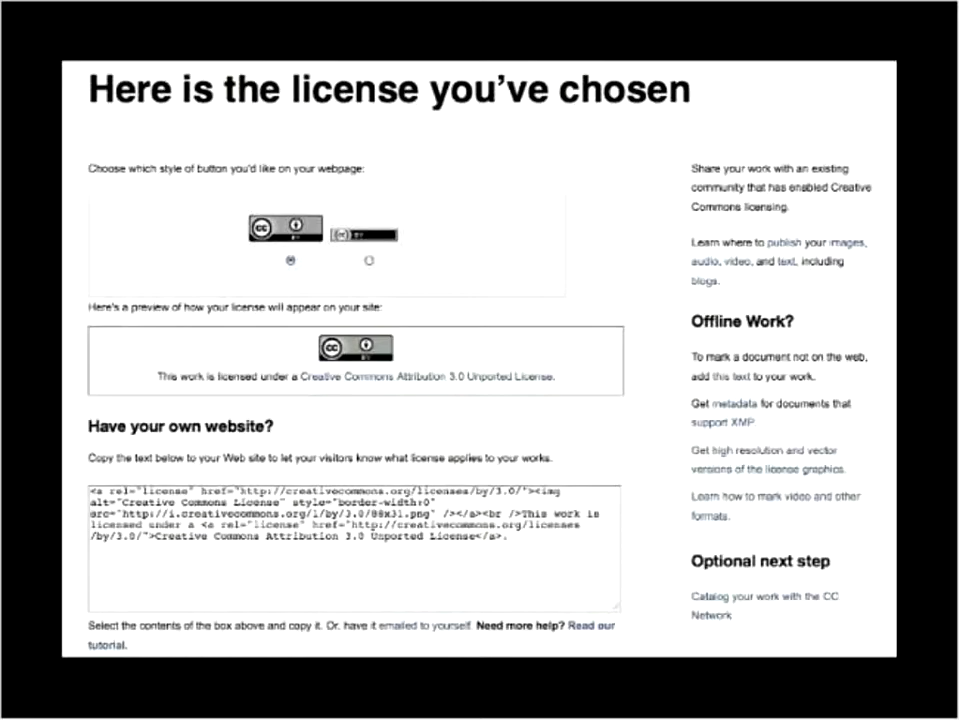 Here is the license you've chosen
Choose which style of button you'd like on your webpage:
cc BY
cc BY
Here's a preview of how your license will appear on your site:
cc BY
This work is licensed under a Creative Commons Attribution 3.0 Unported License.
Have your own website?
Copy the text below to your Web site to let your visitors know what license applies to your works.
<a rel="license" href="http://creativecommons.org/licenses/by/3.0/"><img
alt="Creative Commons License" style="border-width:0"
src="http://i.creativecommons.org/l/by/3.0/88x31.png" /></a><br />This work is
licensed under a <a rel="license" href="http://creativecommons.org/licenses
/by/3.0/">Creative Commons Attribution 3.0 Unported License</a>.
Select the contents of the box above and copy it. Or, have it emailed to yourself. Need more help? Read our
tutorial.
Share your work with an existing
community that has enabled Creative
Commons licensing.
Learn where to publish your images,
audio, video, and text, including
blogs.
Offline Work?
To mark a document not on the web,
add this text to your work.
Get metadata for documents that
support XMP
Get high resolution and vector
versions of the license graphics.
Learn how to mark video and other
formats.
Optional next step
Catalog your work with the CC
Network